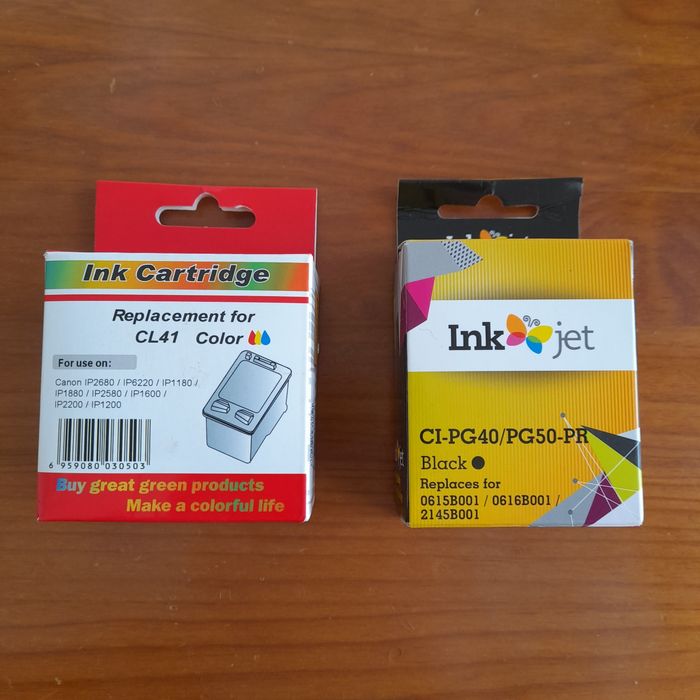 Ink Cartridge
Replacement for
CL41 Color
For use on:
Canon IP2680 / IP6220 / IP1180 /
IP1880 / IP2580 / IP1600 /
IP2200 / IP1200
6 959080 030503
Buy great green products
Make a colorful life
Ink jet
Ink jet
CI-PG40/PG50-PR
Black
Replaces for
0615B001 / 0616B001 /
2145B001